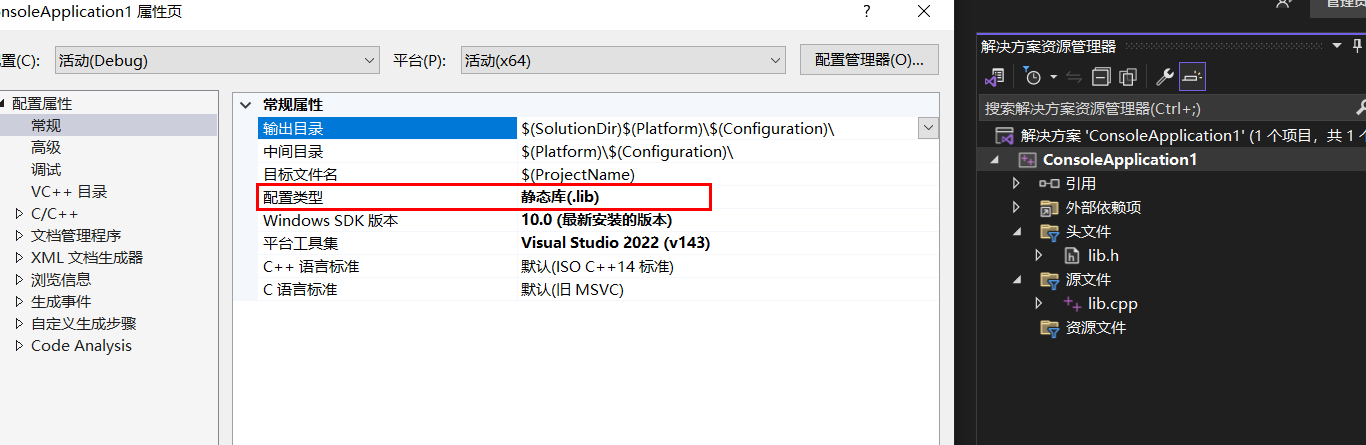 onsoleApplication1 属性页
?
置(C):
活动(Debug)
平台(P):
活动(x64)
配置管理器(O)...
配置属性
常规
高级
调试
VC++ 目录
C/C++
文档管理程序
XML 文档生成器
浏览信息
生成事件
自定义生成步骤
Code Analysis
常规属性
输出目录 $(SolutionDir)$(Platform)\$(Configuration)\
中间目录 $(Platform)\$(Configuration)\
目标文件名 $(ProjectName)
配置类型 静态库(.lib)
Windows SDK 版本 10.0 (最新安装的版本)
平台工具集 Visual Studio 2022 (v143)
C++ 语言标准 默认(ISO C++14 标准)
C 语言标准 默认(旧 MSVC)
解决方案资源管理器
搜索解决方案资源管理器(Ctrl+;)
解决方案 'ConsoleApplication1' (1 个项目，共 1
ConsoleApplication1
引用
外部依赖项
头文件
lib.h
源文件
lib.cpp
资源文件